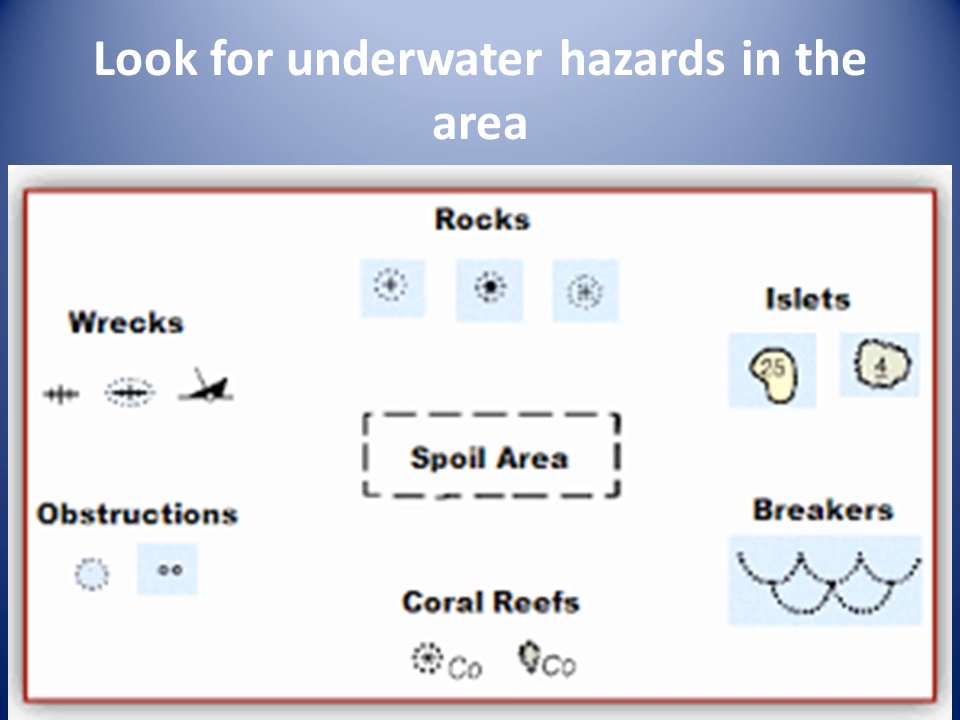 Look for underwater hazards in the
area
Rocks
Islets
Wrecks
25
4
Spoil Area
Obstructions
Breakers
Coral Reefs
Co
Co